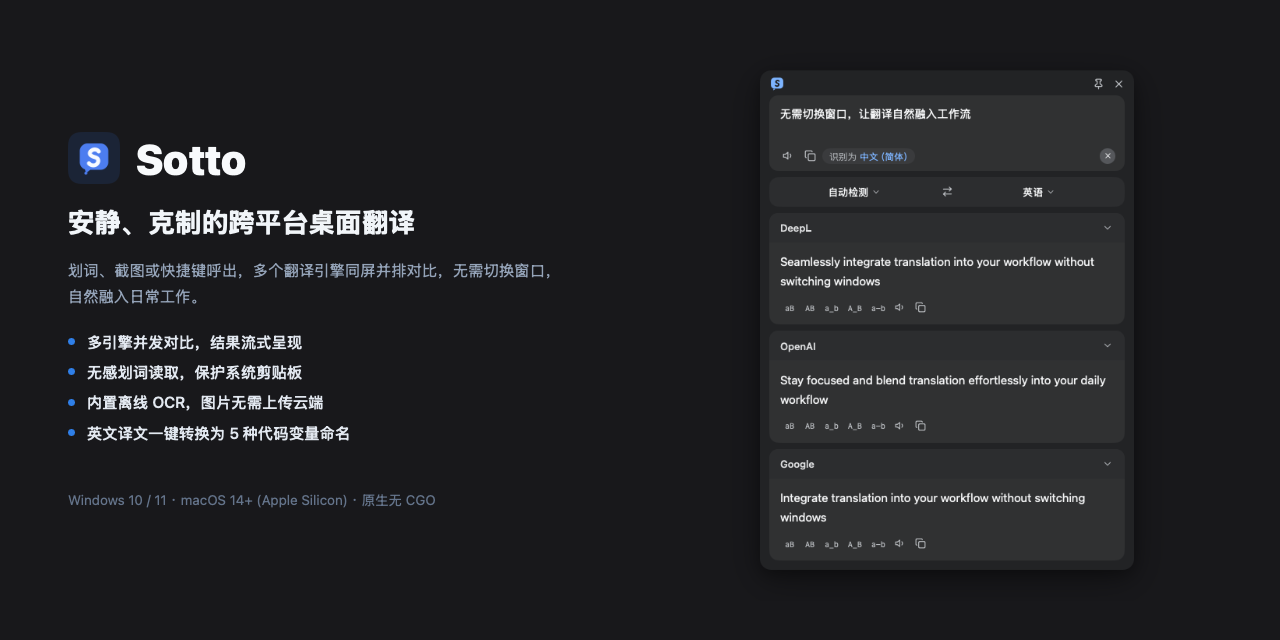 Sotto
安静、克制的跨平台桌面翻译
划词、截图或快捷键呼出，多个翻译引擎同屏并排对比，无需切换窗口，
自然融入日常工作。
多引擎并发对比，结果流式呈现
无感划词读取，保护系统剪贴板
内置离线 OCR，图片无需上传云端
英文译文一键转换为 5 种代码变量命名
Windows 10 / 11 · macOS 14+ (Apple Silicon) · 原生无 CGO
S
无需切换窗口，让翻译自然融入工作流
识别为 中文 (简体)
自动检测 英语
DeepL
Seamlessly integrate translation into your workflow without
switching windows
aB AB a_b A_B a-b
OpenAI
Stay focused and blend translation effortlessly into your daily
workflow
aB AB a_b A_B a-b
Google
Integrate translation into your workflow without switching
windows
aB AB a_b A_B a-b